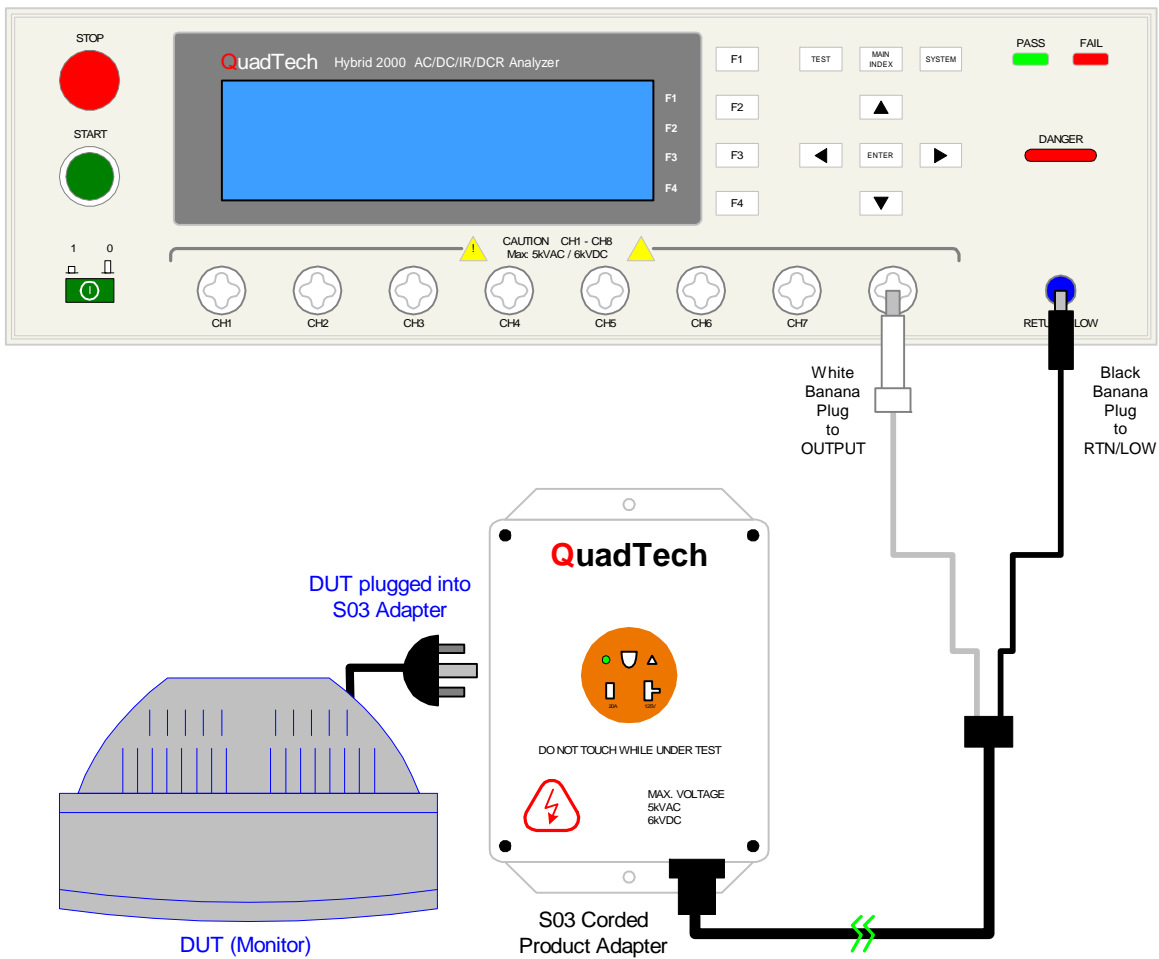 STOP
START
1 0
QuadTech Hybrid 2000 AC/DC/IR/DCR Analyzer
F1
F2
F3
F4
F1
F2
F3
F4
TEST
MAIN
INDEX
SYSTEM
ENTER
PASS
FAIL
DANGER
!
CAUTION CH1 - CH8
Max: 5kVAC / 6kVDC
CH1
CH2
CH3
CH4
CH5
CH6
CH7
LOW
White
Banana
Plug
to
OUTPUT
Black
Banana
Plug
to
RTN/LOW
QuadTech
DUT plugged into
S03 Adapter
20A
125V
DO NOT TOUCH WHILE UNDER TEST
MAX. VOLTAGE
5kVAC
6kVDC
DUT (Monitor)
S03 Corded
Product Adapter